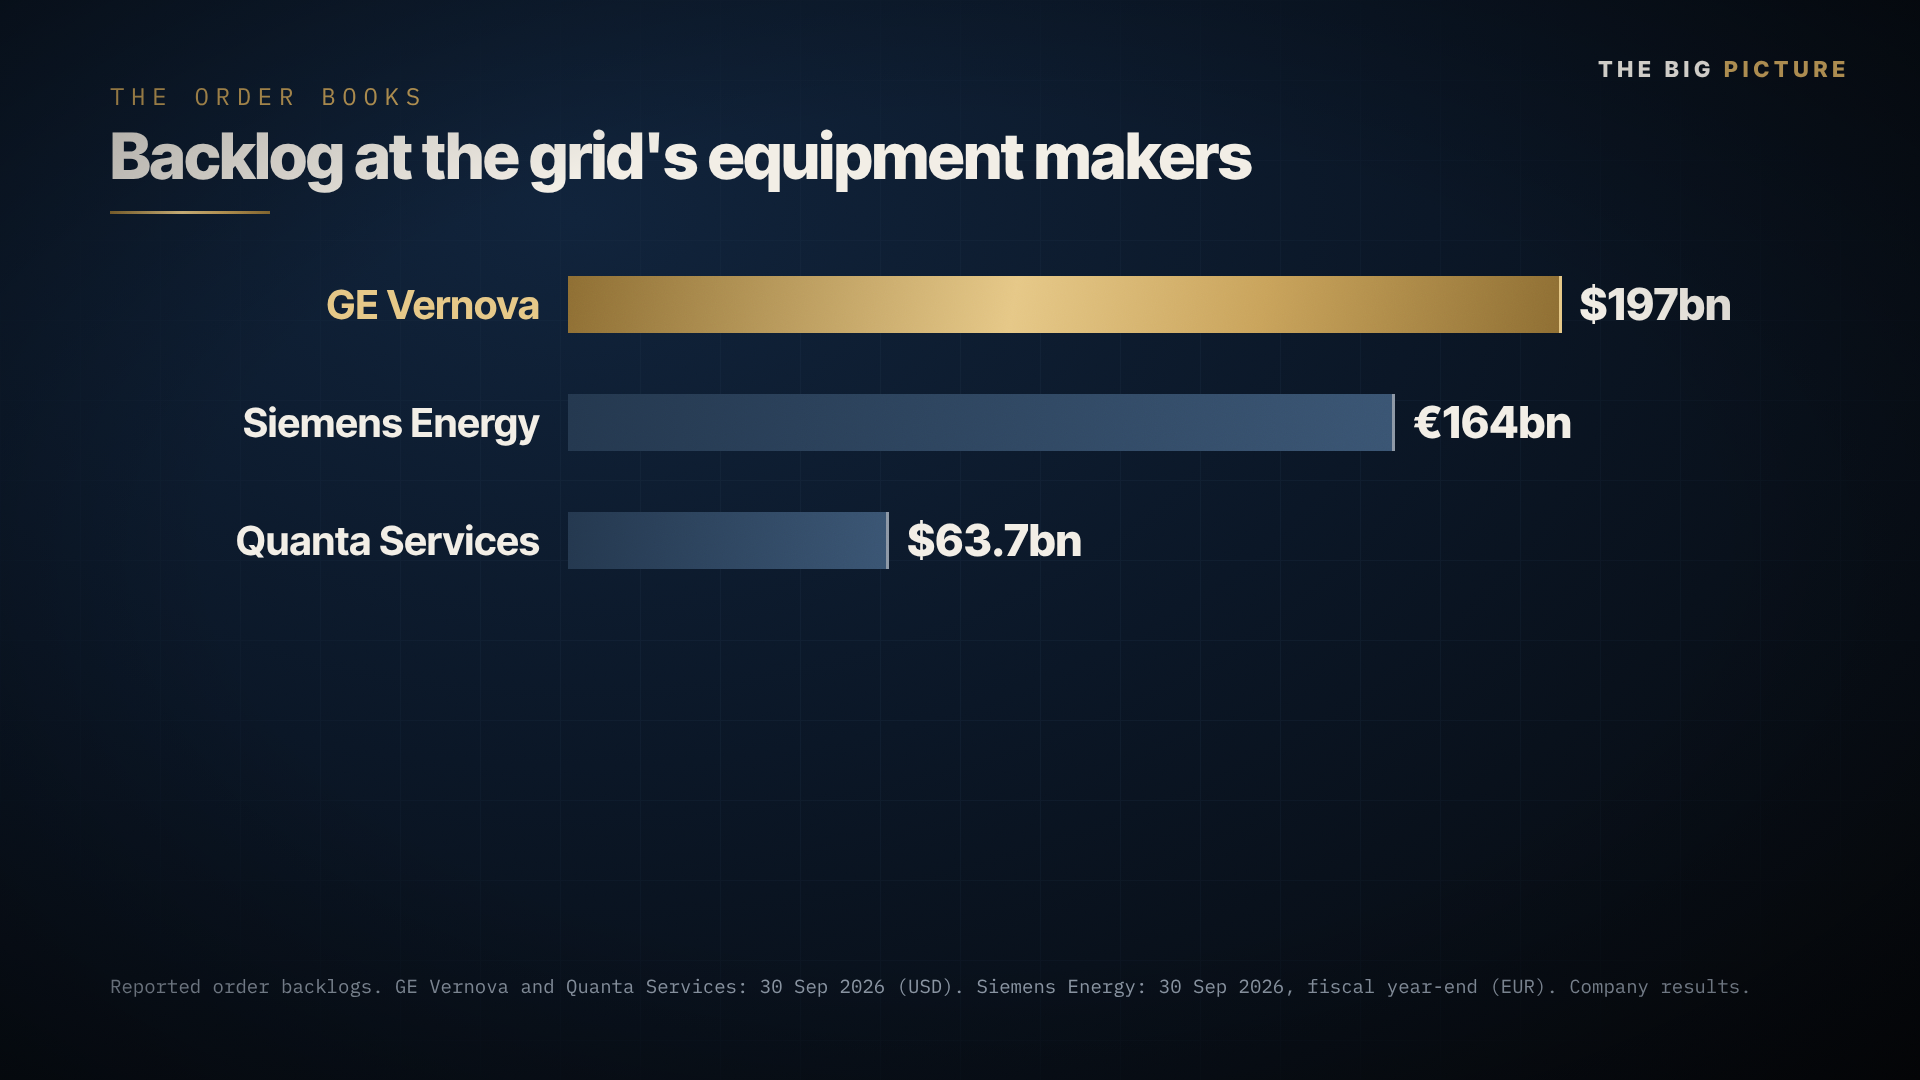 THE BIG PICTURE
THE ORDER BOOKS
Backlog at the grid's equipment makers
GE Vernova $197bn
Siemens Energy €164bn
Quanta Services $63.7bn
Reported order backlogs. GE Vernova and Quanta Services: 30 Sep 2026 (USD). Siemens Energy: 30 Sep 2026, fiscal year-end (EUR). Company results.